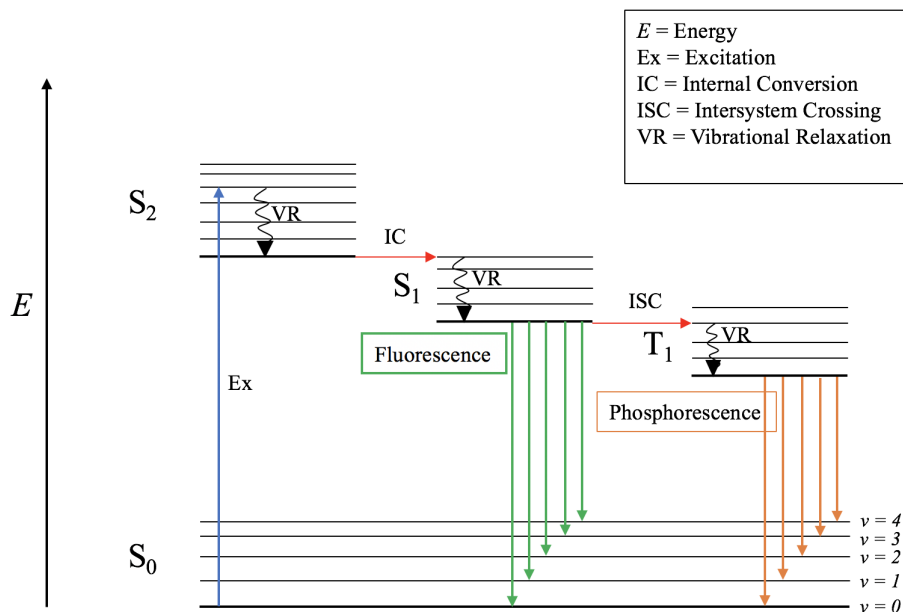 E = Energy
Ex = Excitation
IC = Internal Conversion
ISC = Intersystem Crossing
VR = Vibrational Relaxation
S2
VR
IC
S1
VR
ISC
T1
VR
E
Fluorescence
Ex
Phosphorescence
S0
v = 4
v = 3
v = 2
v = 1
v = 0